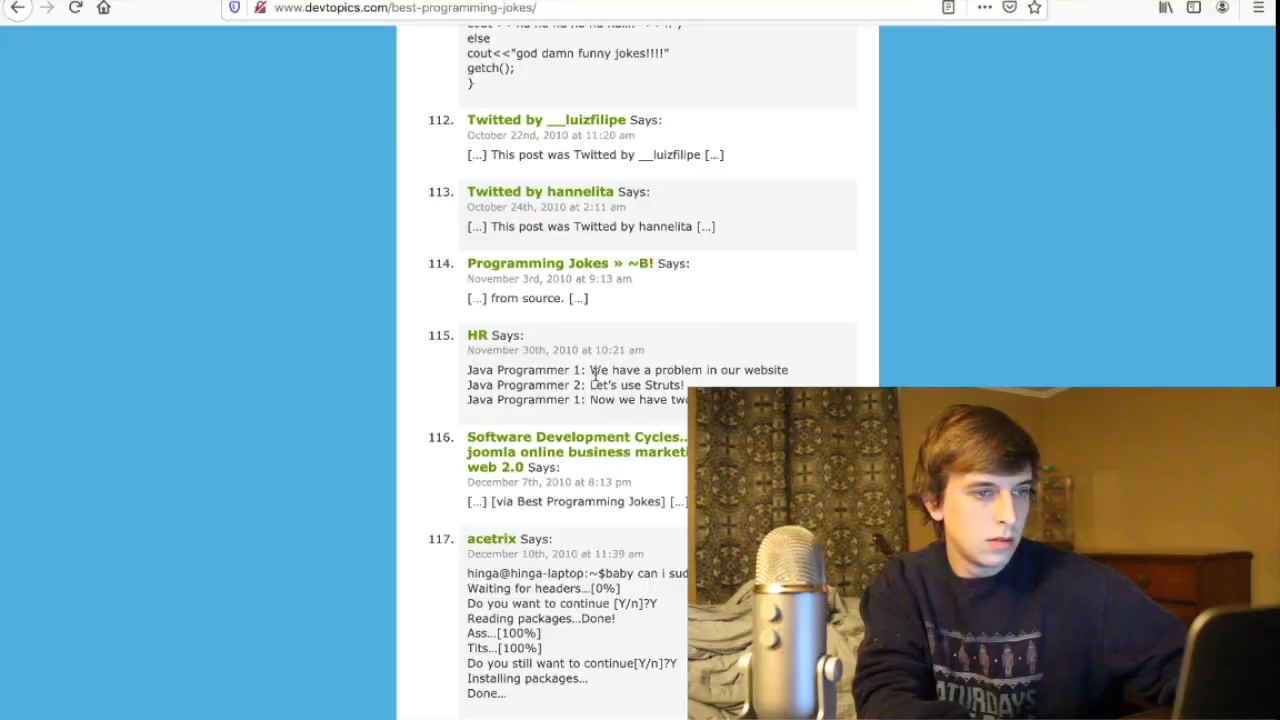 www.devtopics.com/best-programming-jokes/
else
cout<<"god damn funny jokes!!!!"
getch();
}
112. Twitted by __luizfilipe Says:
October 22nd, 2010 at 11:20 am
[...] This post was Twitted by __luizfilipe [...]
113. Twitted by hannelita Says:
October 24th, 2010 at 2:11 am
[...] This post was Twitted by hannelita [...]
114. Programming Jokes » ~B! Says:
November 3rd, 2010 at 9:13 am
[...] from source. [...]
115. HR Says:
November 30th, 2010 at 10:21 am
Java Programmer 1: We have a problem in our website
Java Programmer 2: Let's use Struts!
Java Programmer 1: Now we have
116. Software Development Cycles..
joomla online business
web 2.0 Says:
December 7th, 2010 at 8:13 pm
[...] [via Best Programming Jokes] [...]
117. acetrix Says:
December 10th, 2010 at 11:39 am
hinga@hinga-laptop:~$baby can i
Waiting for headers...[0%]
Do you want to continue [Y/n]?Y
Reading packages...Done!
Ass...[100%]
Tits...[100%]
Do you still want to continue[Y/n]?Y
Installing packages...
Done...
ATURDAYS